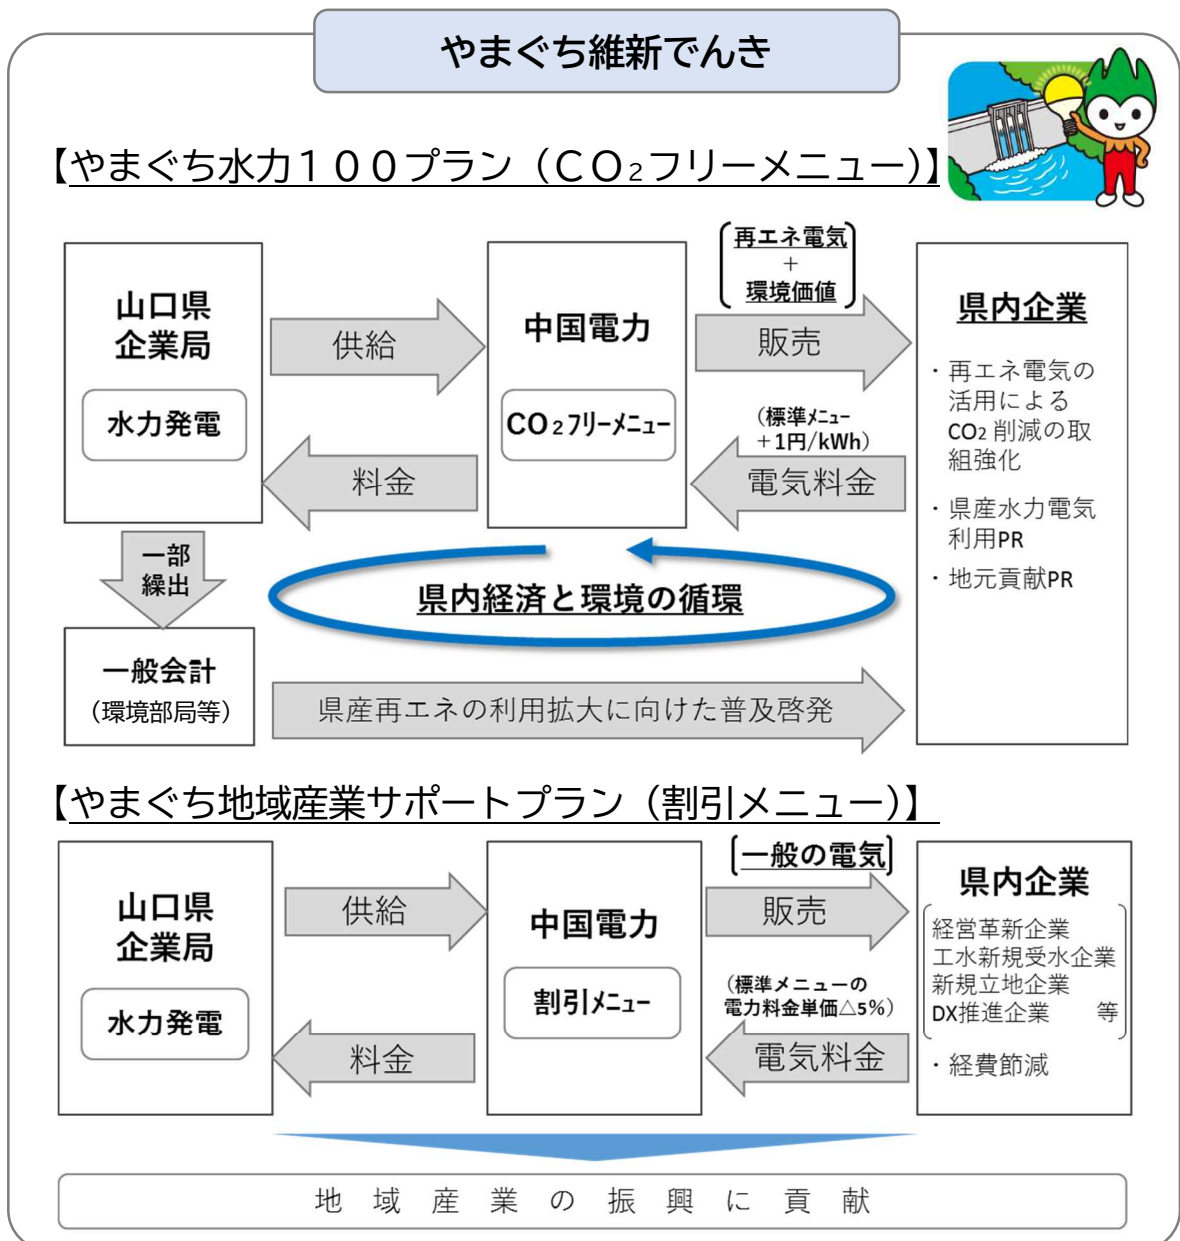 やまぐち維新でんき
【やまぐち水力１００プラン（ＣＯ₂フリーメニュー）】
山口県
企業局
水力発電
供給
料金
中国電力
CO₂フリーメニュー
再エネ電気
+
環境価値
販売
（標準メニュー
+1円/kWh）
電気料金
県内企業
・再エネ電気の
活用による
CO₂ 削減の取
組強化
・県産水力電気
利用PR
・地元貢献PR
一部
繰出
県内経済と環境の循環
一般会計
（環境部局等）
県産再エネの利用拡大に向けた普及啓発
【やまぐち地域産業サポートプラン（割引メニュー）】
山口県
企業局
水力発電
供給
料金
中国電力
割引メニュー
［一般の電気］
販売
（標準メニューの
電力料金単価△5%）
電気料金
県内企業
経営革新企業
工水新規受水企業
新規立地企業
DX推進企業　等
・経費節減
地域産業の振興に貢献